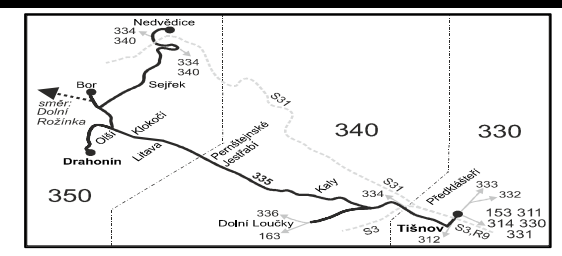 Nedvědice
334
340
334
340
Bor
Sejřek
směr:
Dolní
Rožínka
S31
340
330
Olší
Klokočí
Litava
Drahonín
Pernštejnské
Jestřabí
335
Kaly
S31
334
Předklášteří
333
332
350
336
Dolní Loučky
163
S3
Tišnov
312
S3,R9
153 311
314 330
331